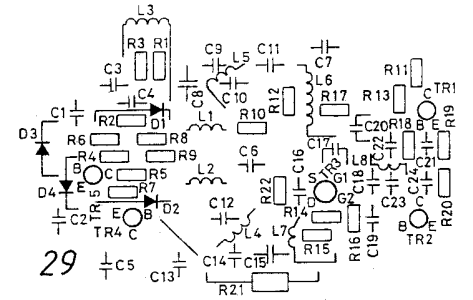 L3
C7
R3 R1
C9 L5 C11
R11
C3 C10 L6 TR1
C8 R12 R13 C
C4 R17 R19
C1 R2 D1 L1 R10 C20 B E
D3 R6 R8 C17 R18
B R4 R9 TR3 L8 C22 C21
C6 S G1
D4 C R5 L2 C16 C18 C24
E R7 R22 D G2 C23 R20
TR5 D2 C12 R14
C2 E B L4 L7 R16 C19 B E
C R15 C
TR4 TR2
29 C5 C13 C14 C15
R21